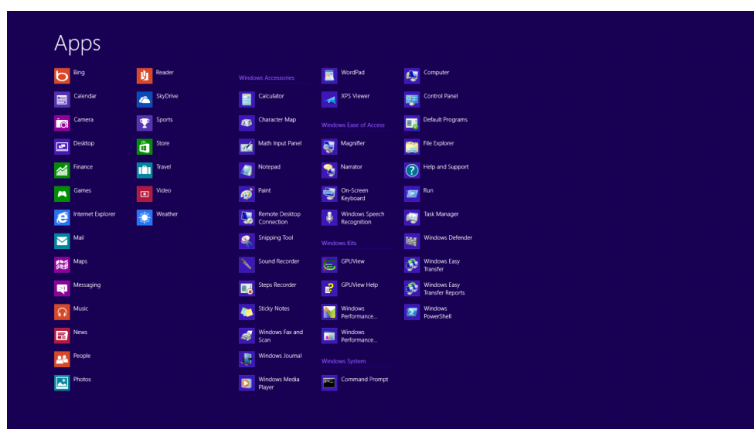 Apps
Bing
Calendar
Camera
Desktop
Finance
Games
Internet Explorer
Mail
Maps
Messaging
Music
News
People
Photos
Reader
SkyDrive
Sports
Store
Travel
Video
Weather
Windows Accessories
Calculator
Character Map
Math Input Panel
Notepad
Paint
Remote Desktop
Connection
Snipping Tool
Sound Recorder
Steps Recorder
Sticky Notes
Windows Fax and
Scan
Windows Journal
Windows Media
Player
WordPad
XPS Viewer
Windows Ease of Access
Magnifier
Narrator
On-Screen
Keyboard
Windows Speech
Recognition
Windows Kits
GPUView
GPUView Help
Windows
Performance...
Windows
Performance...
Windows System
Command Prompt
Computer
Control Panel
Default Programs
File Explorer
Help and Support
Run
Task Manager
Windows Defender
Windows Easy
Transfer
Windows Easy
Transfer Reports
Windows
PowerShell